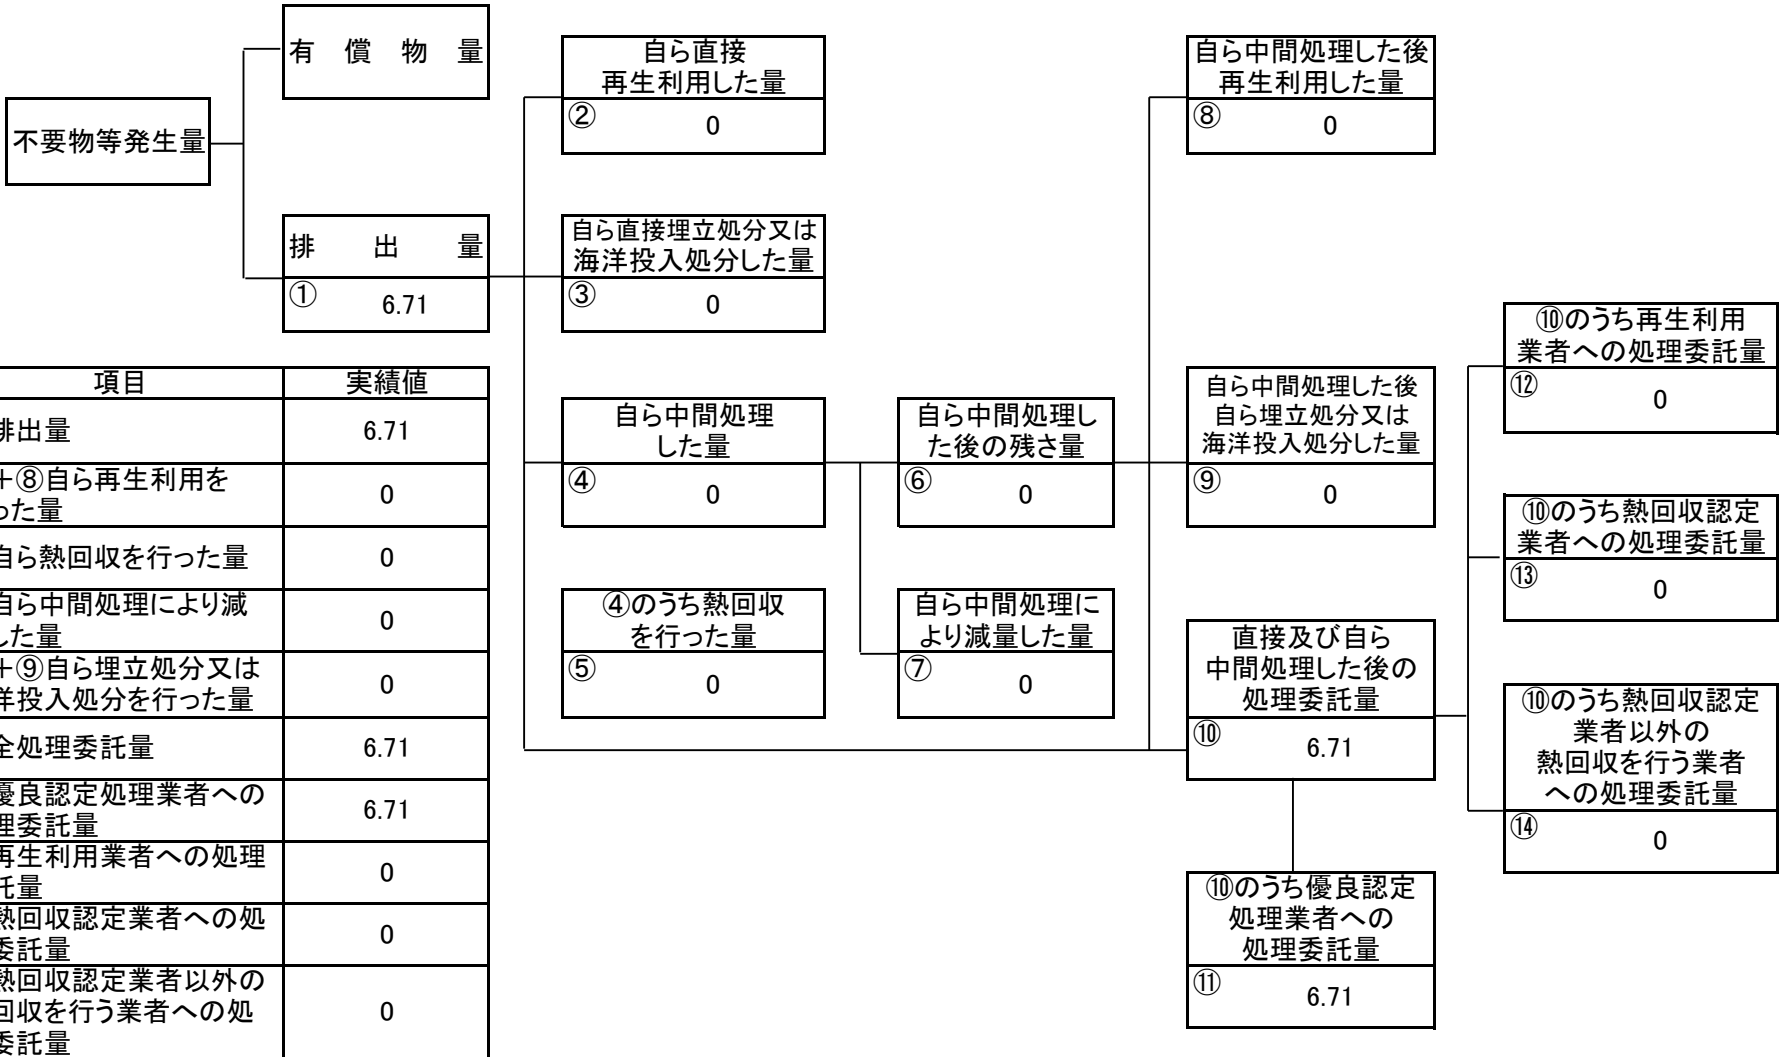 有償物量
不要物等発生量
排出量
① 6.71
自ら直接
再生利用した量
② 0
自ら直接埋立処分又は
海洋投入処分した量
③ 0
自ら中間処理
した量
④ 0
④のうち熱回収
を行った量
⑤ 0
自ら中間処理し
た後の残さ量
⑥ 0
自ら中間処理に
より減量した量
⑦ 0
自ら中間処理した後
再生利用した量
⑧ 0
自ら中間処理した後
自ら埋立処分又は
海洋投入処分した量
⑨ 0
直接及び自ら
中間処理した後の
処理委託量
⑩ 6.71
⑩のうち優良認定
処理業者への
処理委託量
⑪ 6.71
⑩のうち再生利用
業者への処理委託量
⑫ 0
⑩のうち熱回収認定
業者への処理委託量
⑬ 0
⑩のうち熱回収認定
業者以外の
熱回収を行う業者
への処理委託量
⑭ 0
項目 実績値
排出量 6.71
+⑧自ら再生利用を
った量 0
自ら熱回収を行った量 0
自ら中間処理により減
した量 0
+⑨自ら埋立処分又は
洋投入処分を行った量 0
全処理委託量 6.71
優良認定処理業者への
理委託量 6.71
再生利用業者への処理
託量 0
熱回収認定業者への処
委託量 0
熱回収認定業者以外の
回収を行う業者への処
委託量 0